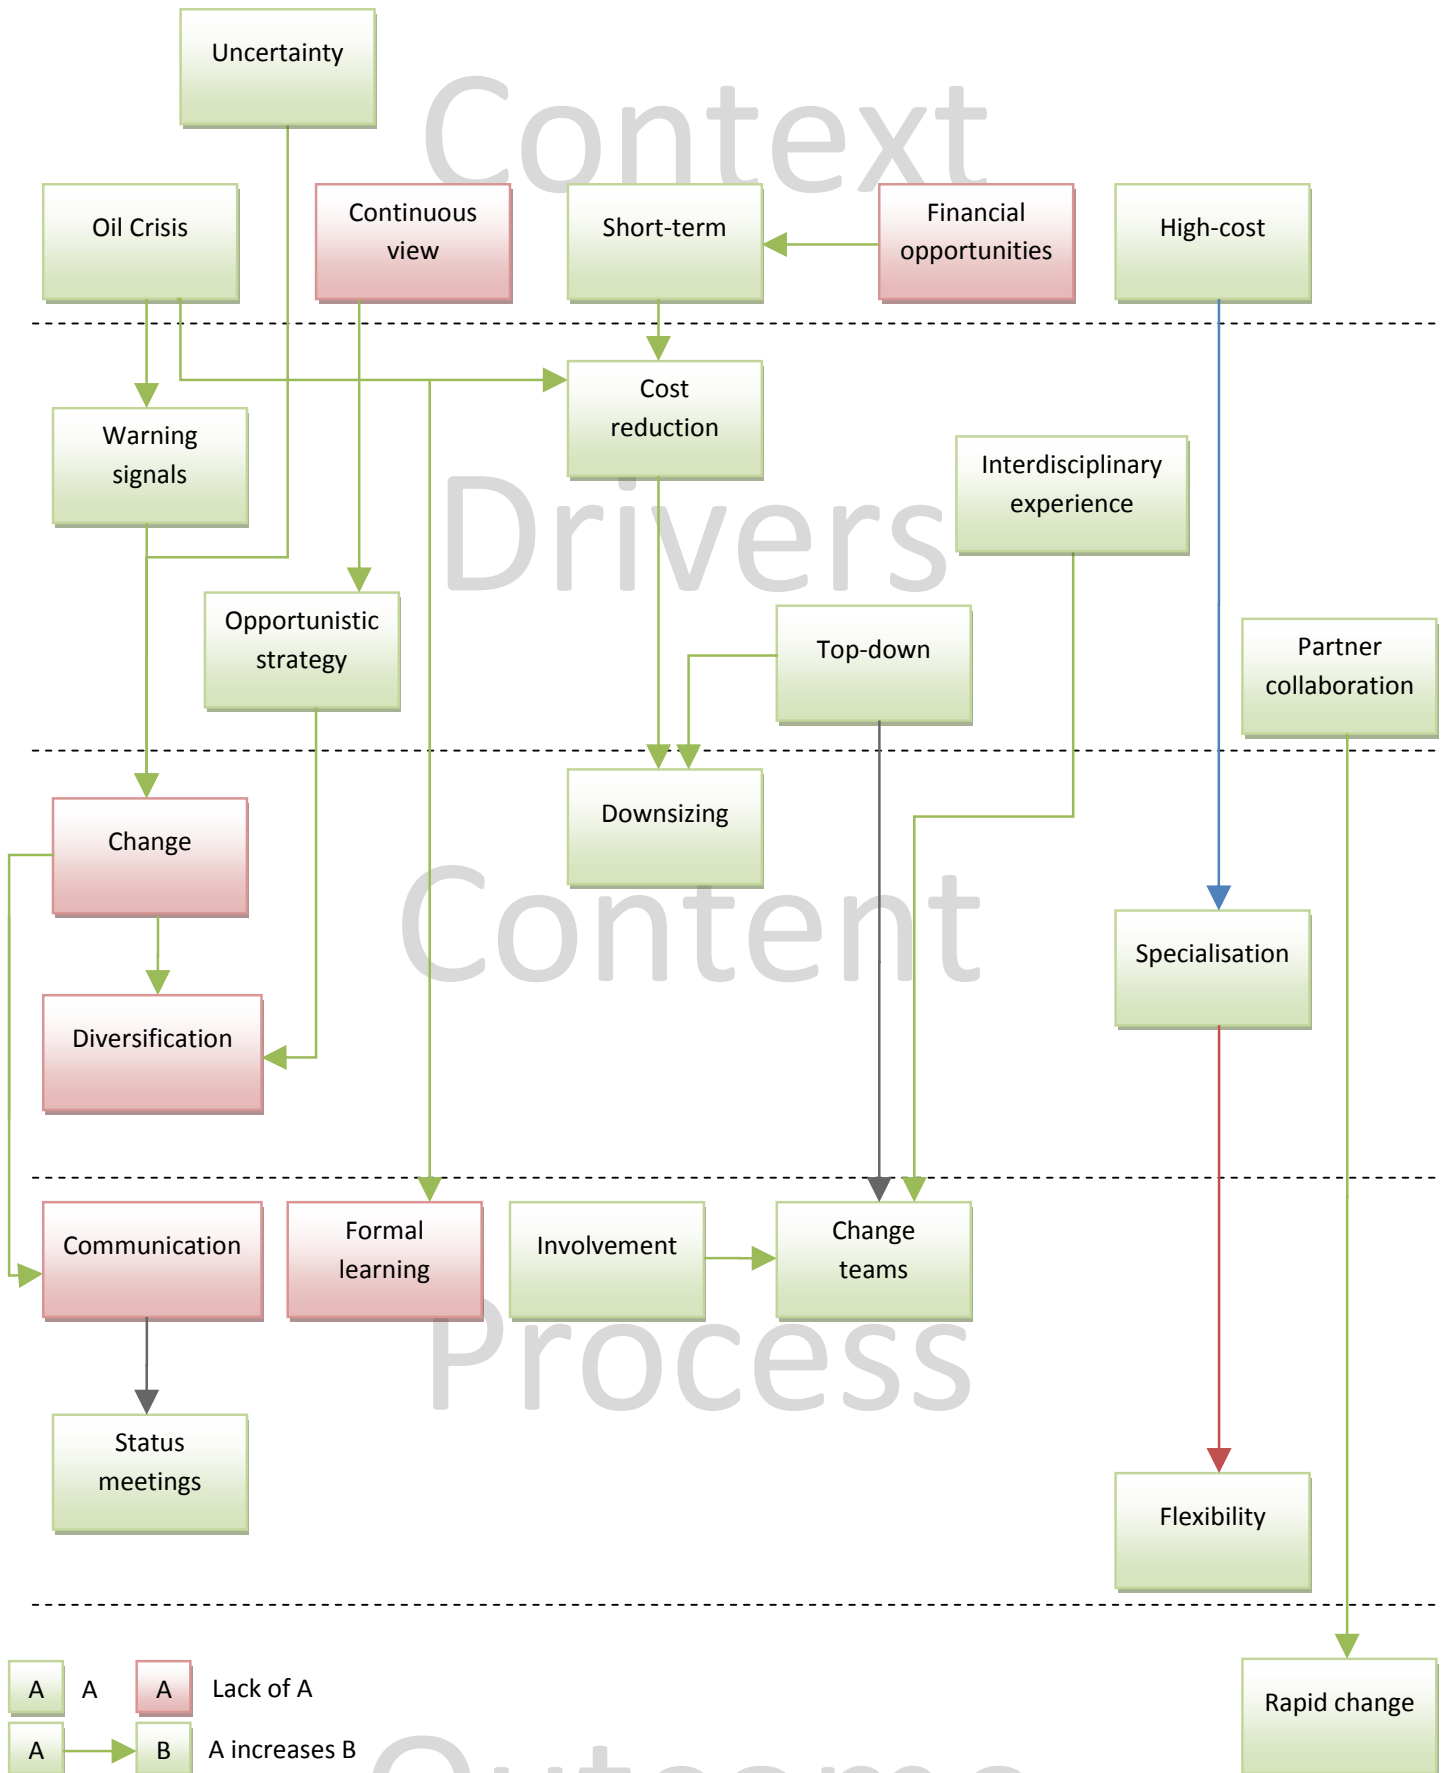 Uncertainty
Context
Oil Crisis
Continuous
view
Short-term
Financial
opportunities
High-cost
Cost
reduction
Warning
signals
Interdisciplinary
experience
Drivers
Opportunistic
strategy
Top-down
Partner
collaboration
Change
Downsizing
Content
Specialisation
Diversification
Communication
Formal
learning
Involvement
Change
teams
Process
Status
meetings
Flexibility
A A A Lack of A
Rapid change
A B A increases B
Outcome